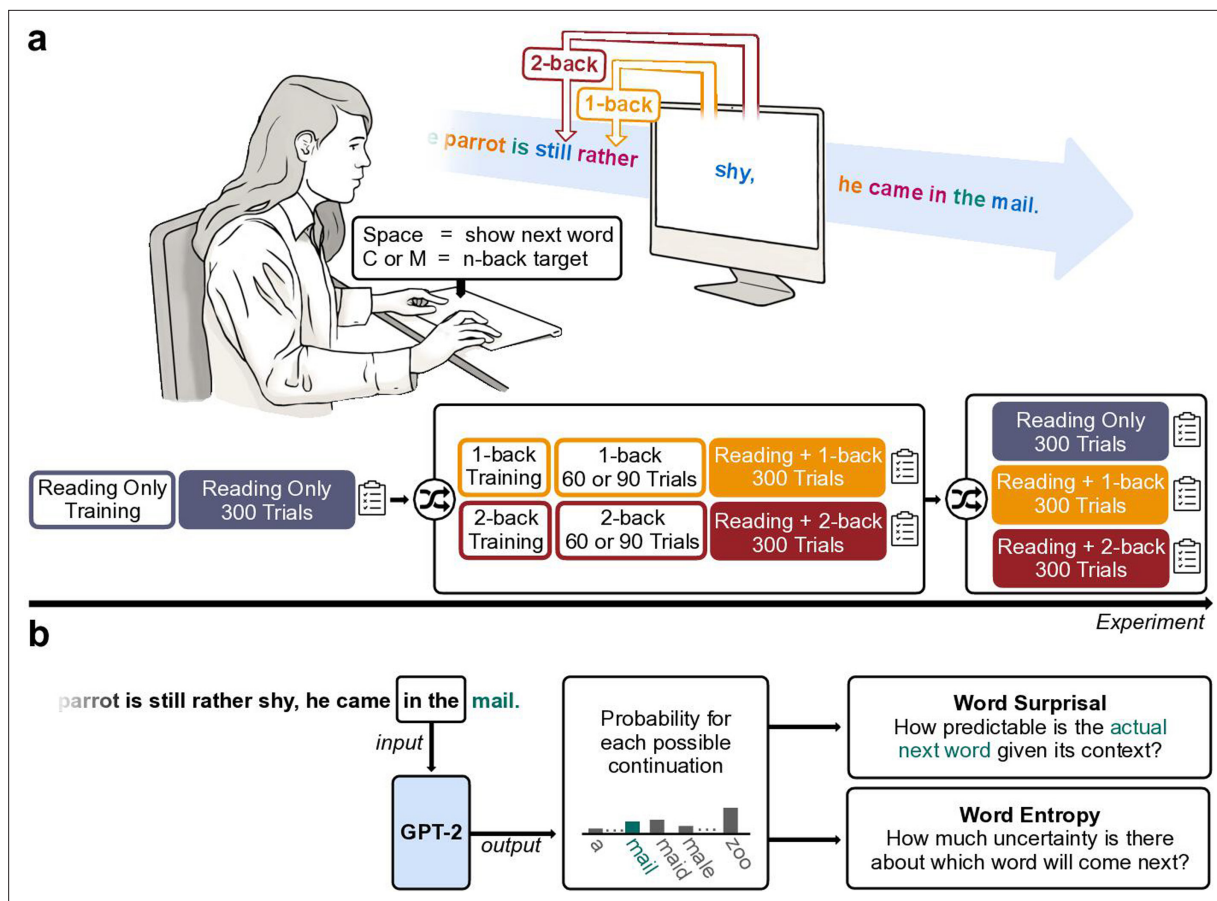 a
2-back
1-back
e parrot is still rather
shy,
he came in the mail.
Space = show next word
C or M = n-back target
Reading Only
Training
Reading Only
300 Trials
1-back
Training
1-back
60 or 90 Trials
Reading + 1-back
300 Trials
2-back
Training
2-back
60 or 90 Trials
Reading + 2-back
300 Trials
Reading Only
300 Trials
Reading + 1-back
300 Trials
Reading + 2-back
300 Trials
Experiment
b
parrot is still rather shy, he came in the mail.
input
GPT-2
output
Probability for
each possible
continuation
a ... mail maid male ... zoo
Word Surprisal
How predictable is the actual
next word given its context?
Word Entropy
How much uncertainty is there
about which word will come next?